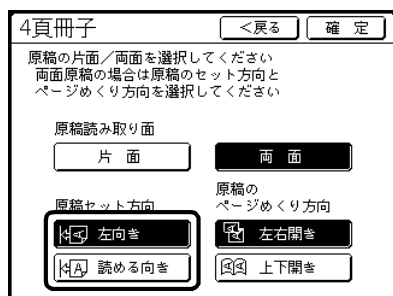 4頁冊子
<戻る
確 定
原稿の片面／両面を選択してください
両面原稿の場合は原稿のセット方向と
ページめくり方向を選択してください
原稿読み取り面
片 面
両 面
原稿セット方向
原稿の
ページめくり方向
左向き
左右開き
読める向き
上下開き